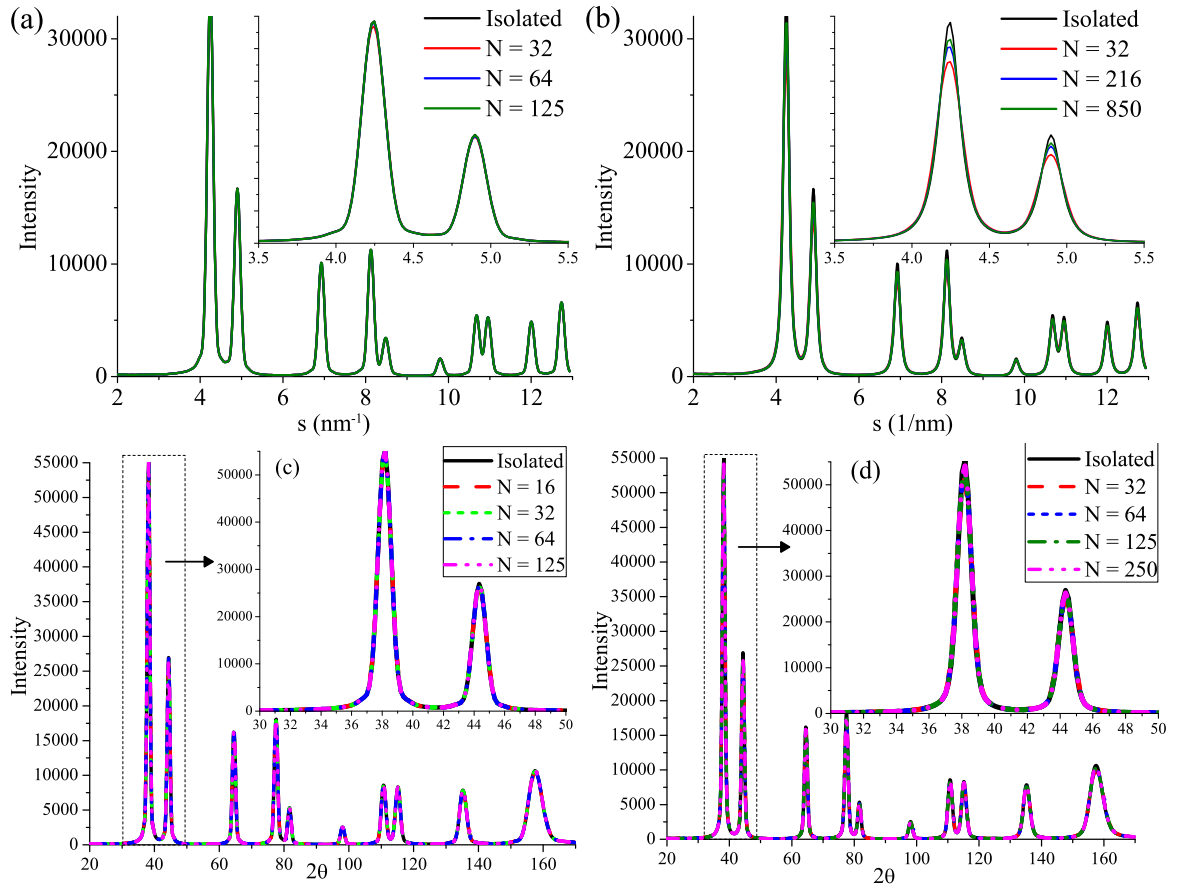 (a)
Isolated
N = 32
N = 64
N = 125
30000
20000
10000
0
Intensity
3.5 4.0 4.5 5.0 5.5
2 4 6 8 10 12
s (nm-1)
(b)
Isolated
N = 32
N = 216
N = 850
30000
20000
10000
0
Intensity
3.5 4.0 4.5 5.0 5.5
2 4 6 8 10 12
s (1/nm)
(c)
Isolated
N = 16
N = 32
N = 64
N = 125
55000
50000
45000
40000
35000
30000
25000
20000
15000
10000
5000
0
Intensity
50000
40000
30000
20000
10000
0
30 32 34 36 38 40 42 44 46 48 50
20 40 60 80 100 120 140 160
2θ
(d)
Isolated
N = 32
N = 64
N = 125
N = 250
55000
50000
45000
40000
35000
30000
25000
20000
15000
10000
5000
0
Intensity
50000
40000
30000
20000
10000
0
30 32 34 36 38 40 42 44 46 48 50
20 40 60 80 100 120 140 160
2θ